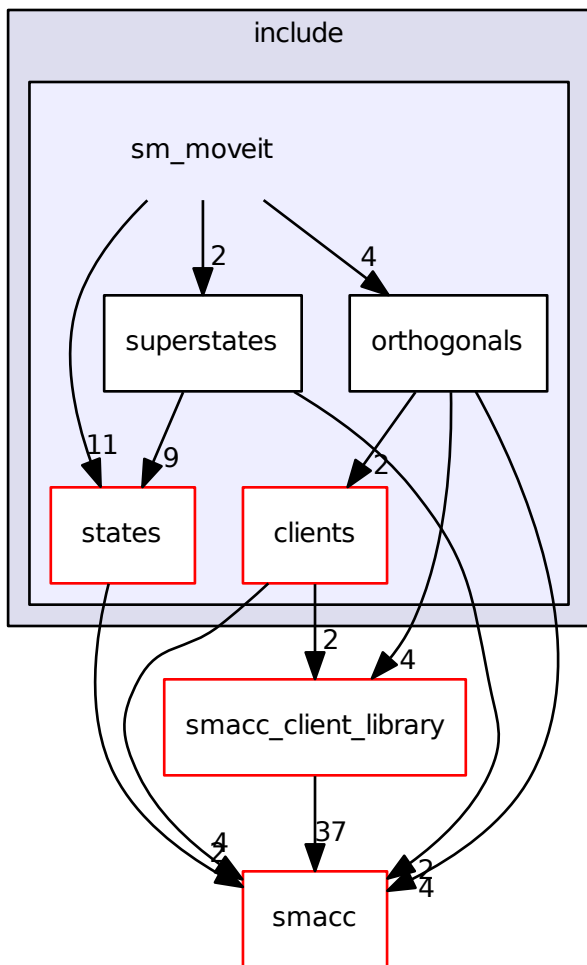 include
sm_moveit
2
4
superstates
orthogonals
11
9
2
states
clients
2
4
smacc_client_library
37
4
2
2
4
smacc